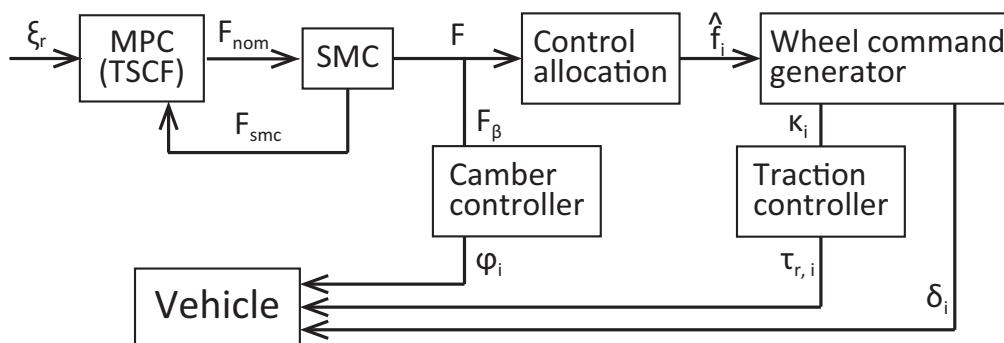 ξr
MPC
(TSCF)
Fnom
SMC
F
Control
allocation
f̂i
Wheel command
generator
Fsmc
Fβ
κi
Camber
controller
Traction
controller
φi
τr, i
δi
Vehicle